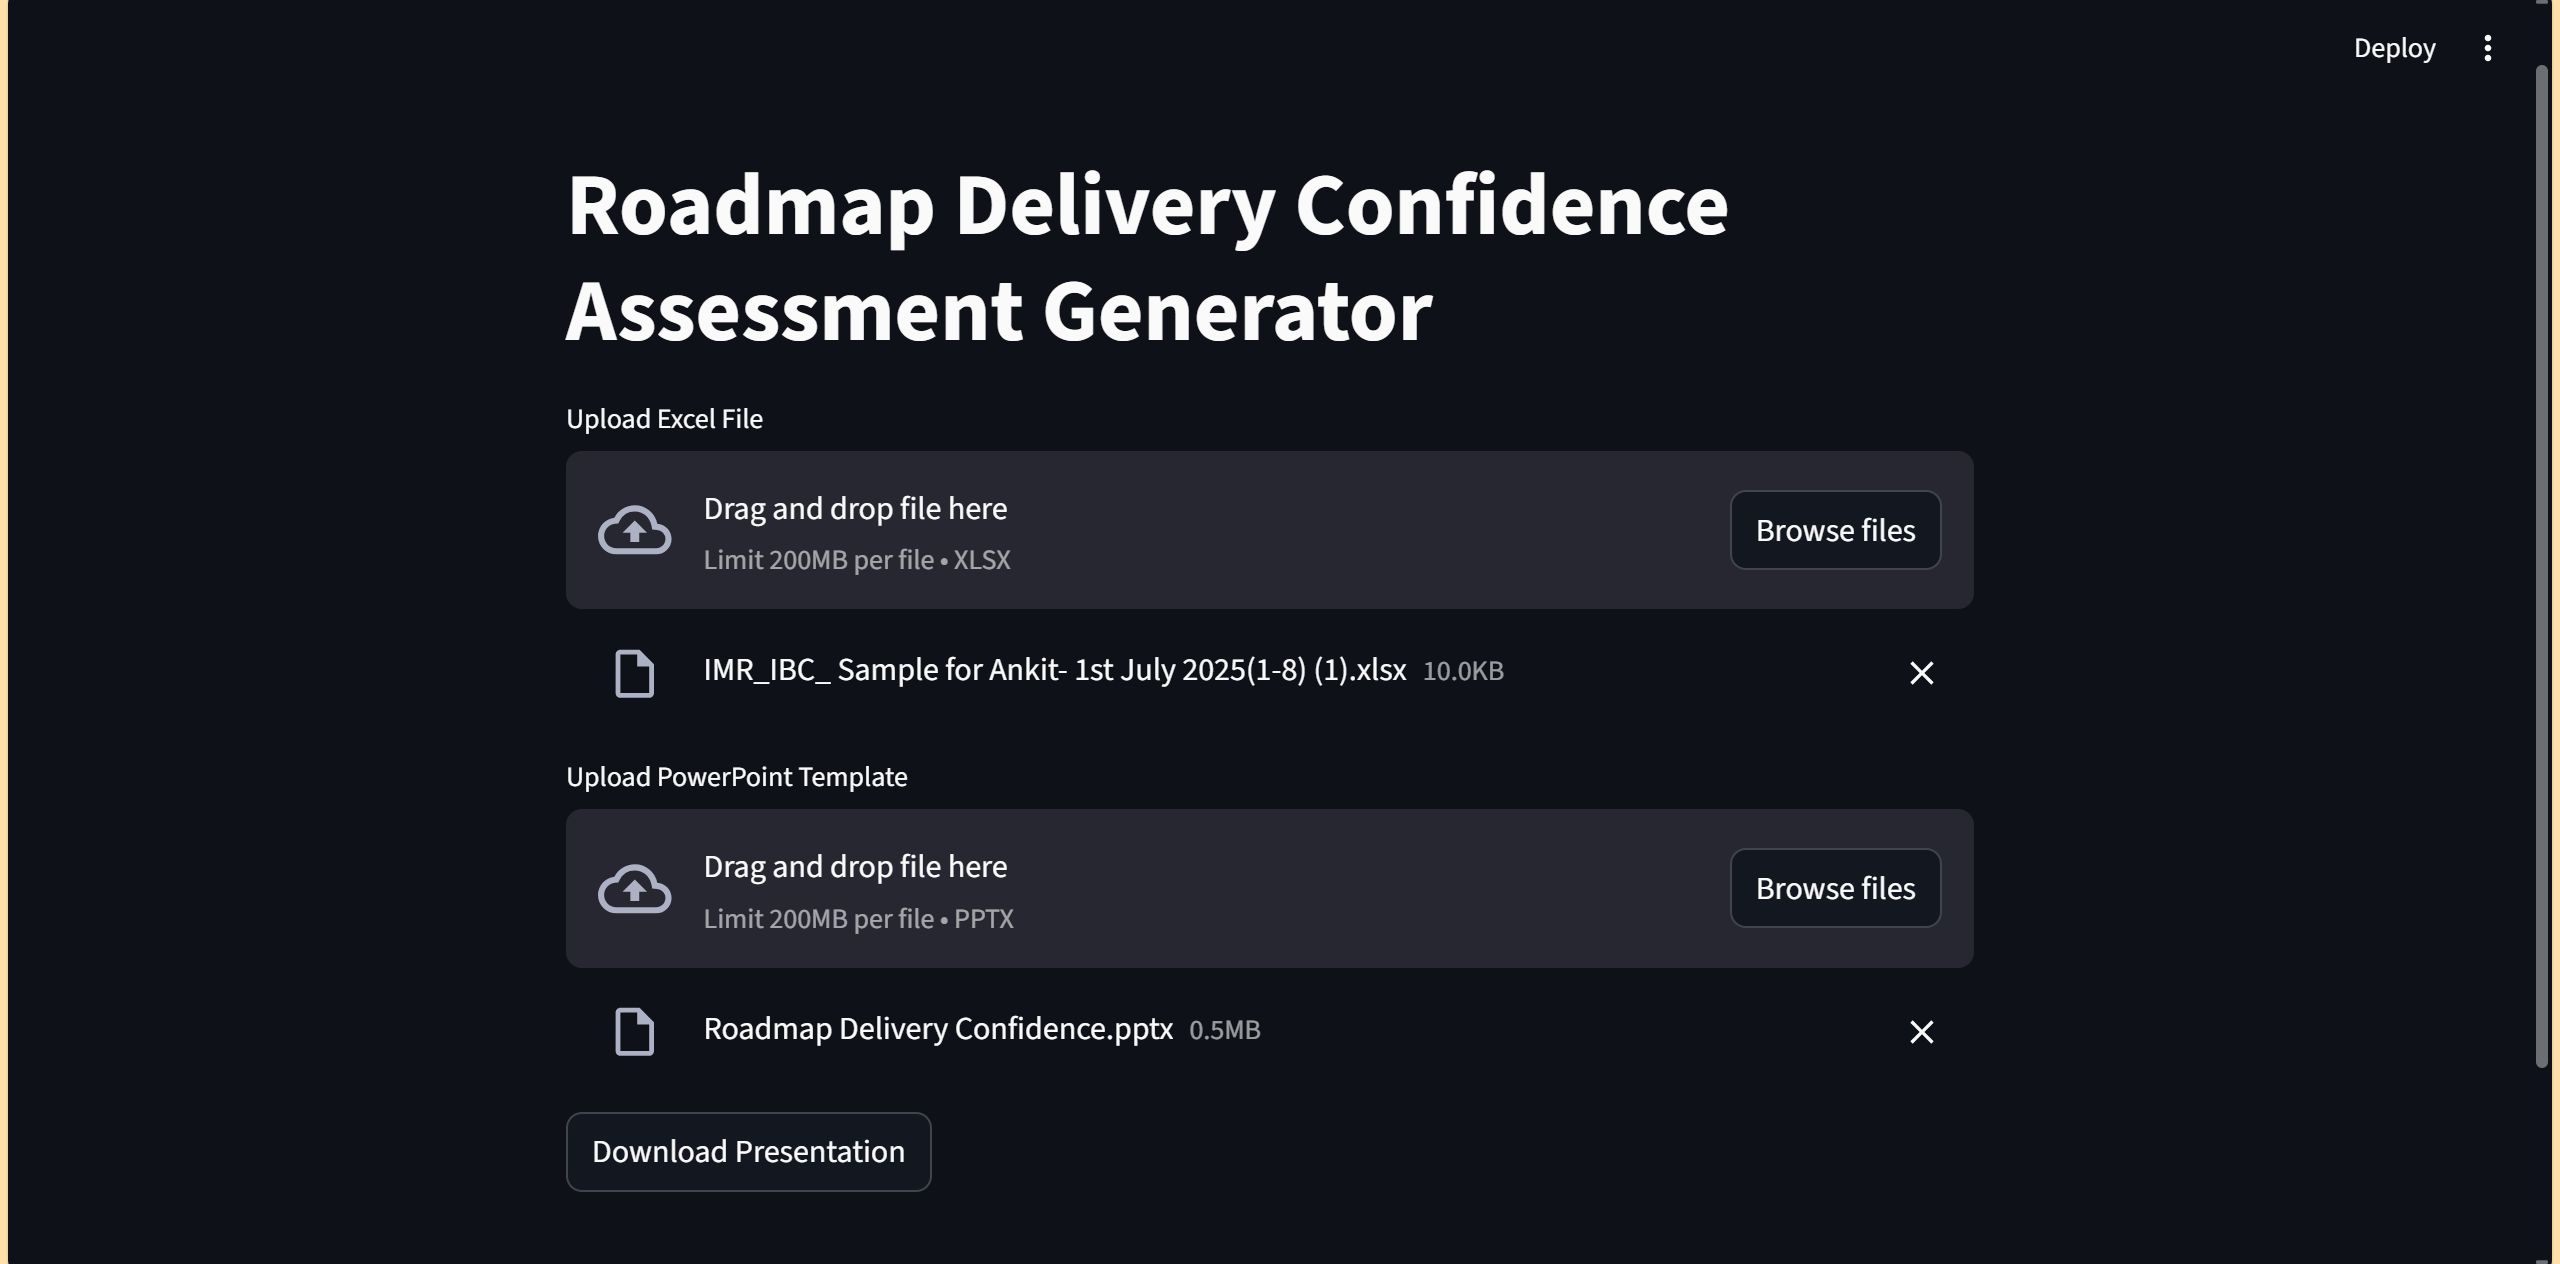 Deploy
Roadmap Delivery Confidence
Assessment Generator
Upload Excel File
Drag and drop file here
Limit 200MB per file • XLSX
Browse files
IMR_IBC_ Sample for Ankit- 1st July 2025(1-8) (1).xlsx 10.0KB
Upload PowerPoint Template
Drag and drop file here
Limit 200MB per file • PPTX
Browse files
Roadmap Delivery Confidence.pptx 0.5MB
Download Presentation